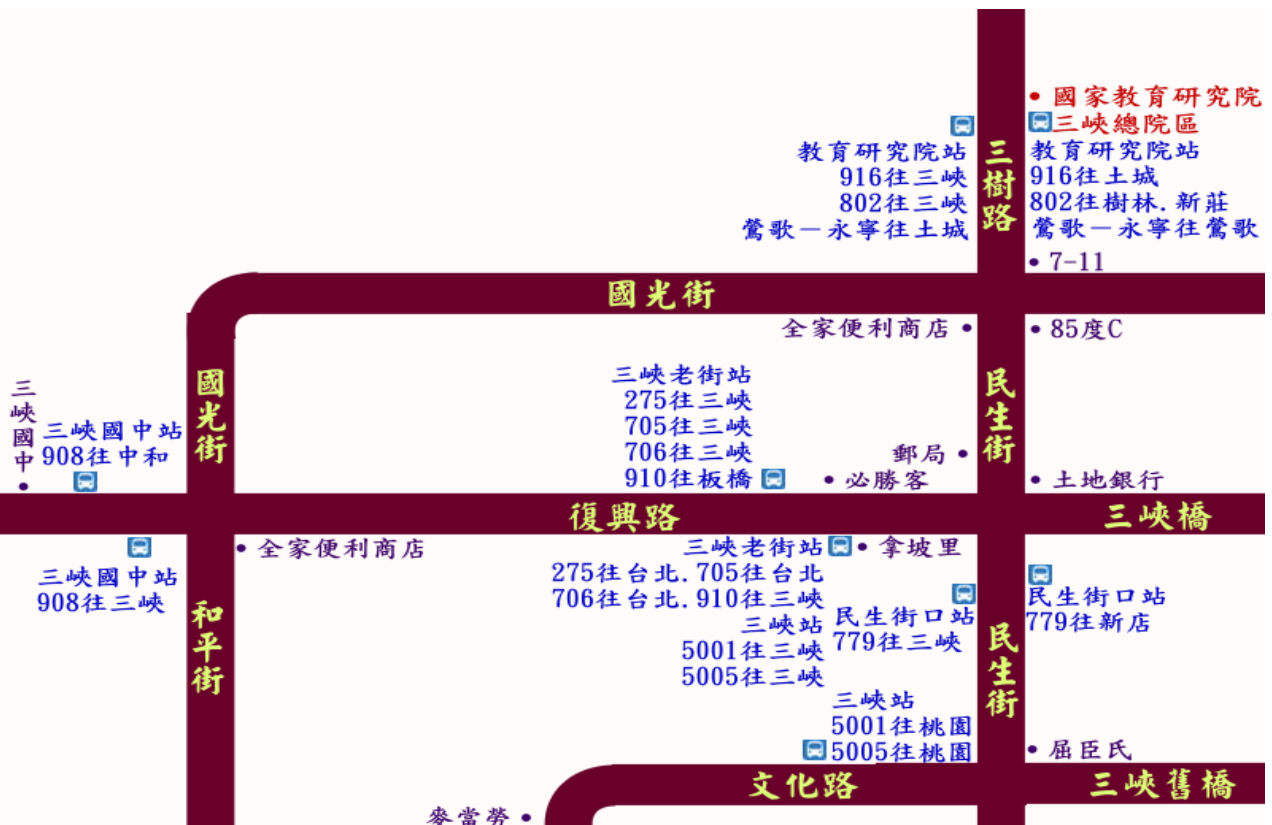 國家教育研究院
三峽總院區
教育研究院站
916往三峽
802往三峽
鶯歌－永寧往土城
三樹路
教育研究院站
916往土城
802往樹林.新莊
鶯歌－永寧往鶯歌
7-11
國光街
全家便利商店
85度C
三峽國中
三峽國中站
908往中和
國光街
三峽老街站
275往三峽
705往三峽
706往三峽
910往板橋
郵局
必勝客
民生街
土地銀行
復興路
三峽橋
三峽國中站
908往三峽
全家便利商店
和平街
三峽老街站
275往台北.705往台北
706往台北.910往三峽
三峽站
5001往三峽
5005往三峽
拿坡里
民生街口站
779往三峽
三峽站
5001往桃園
5005往桃園
民生街
民生街口站
779往新店
屈臣氏
文化路
三峽舊橋
麥當勞